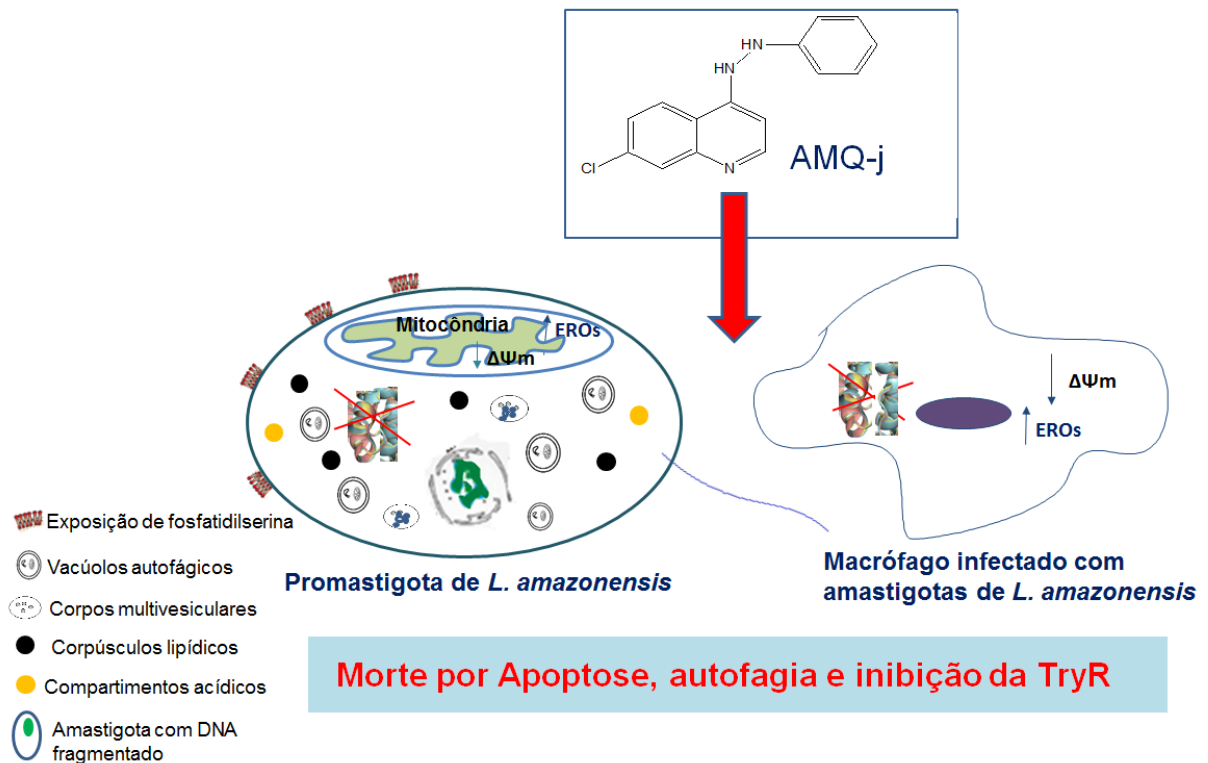 HN
HN
Cl
N
AMQ-j
Mitocôndria
EROs
ΔΨm
ΔΨm
EROs
Exposição de fosfatidilserina
Vacúolos autofágicos
Corpos multivesiculares
Corpúsculos lipídicos
Compartimentos acídicos
Amastigota com DNA
fragmentado
Promastigota de L. amazonensis
Macrófago infectado com
amastigotas de L. amazonensis
Morte por Apoptose, autofagia e inibição da TryR